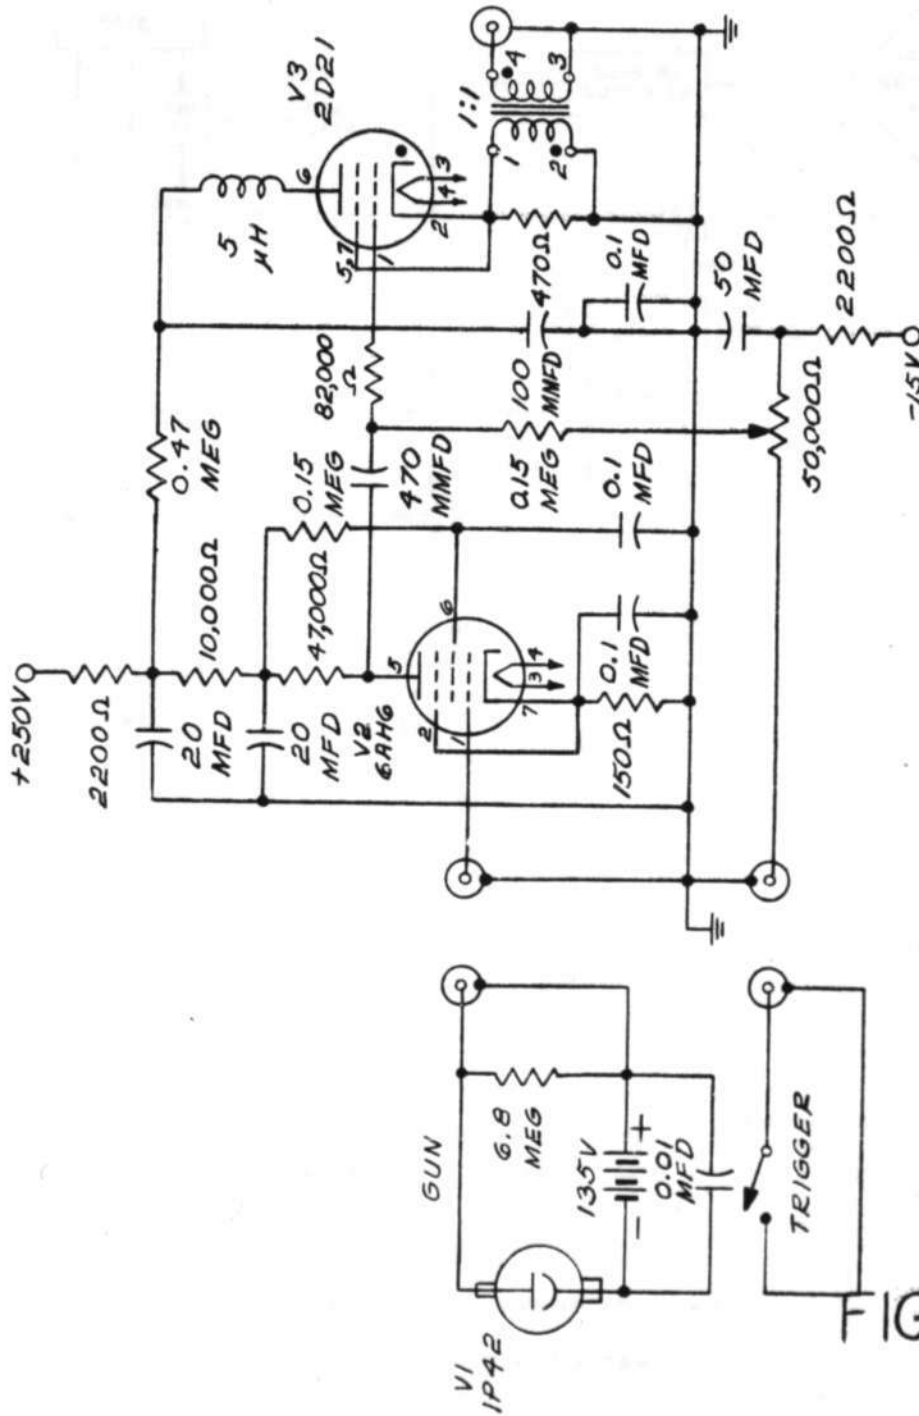 +250V
2200Ω
20
MFD
10,000Ω
0.47
MEG
5
μH
V3
2D21
6
5,7
1
2
4
3
1:1
1
2
4
3
20
MFD
47,000Ω
0.15
MEG
470
MMFD
82,000
Ω
470Ω
0.1
MFD
100
MMFD
0.15
MEG
50
MFD
2200Ω
-15V
50,000Ω
V2
6AH6
5
6
2
1
7
3
4
150Ω
0.1
MFD
0.1
MFD
GUN
6.8
MEG
135V
+
-
0.01
MFD
TRIGGER
V1
1P42
FIG